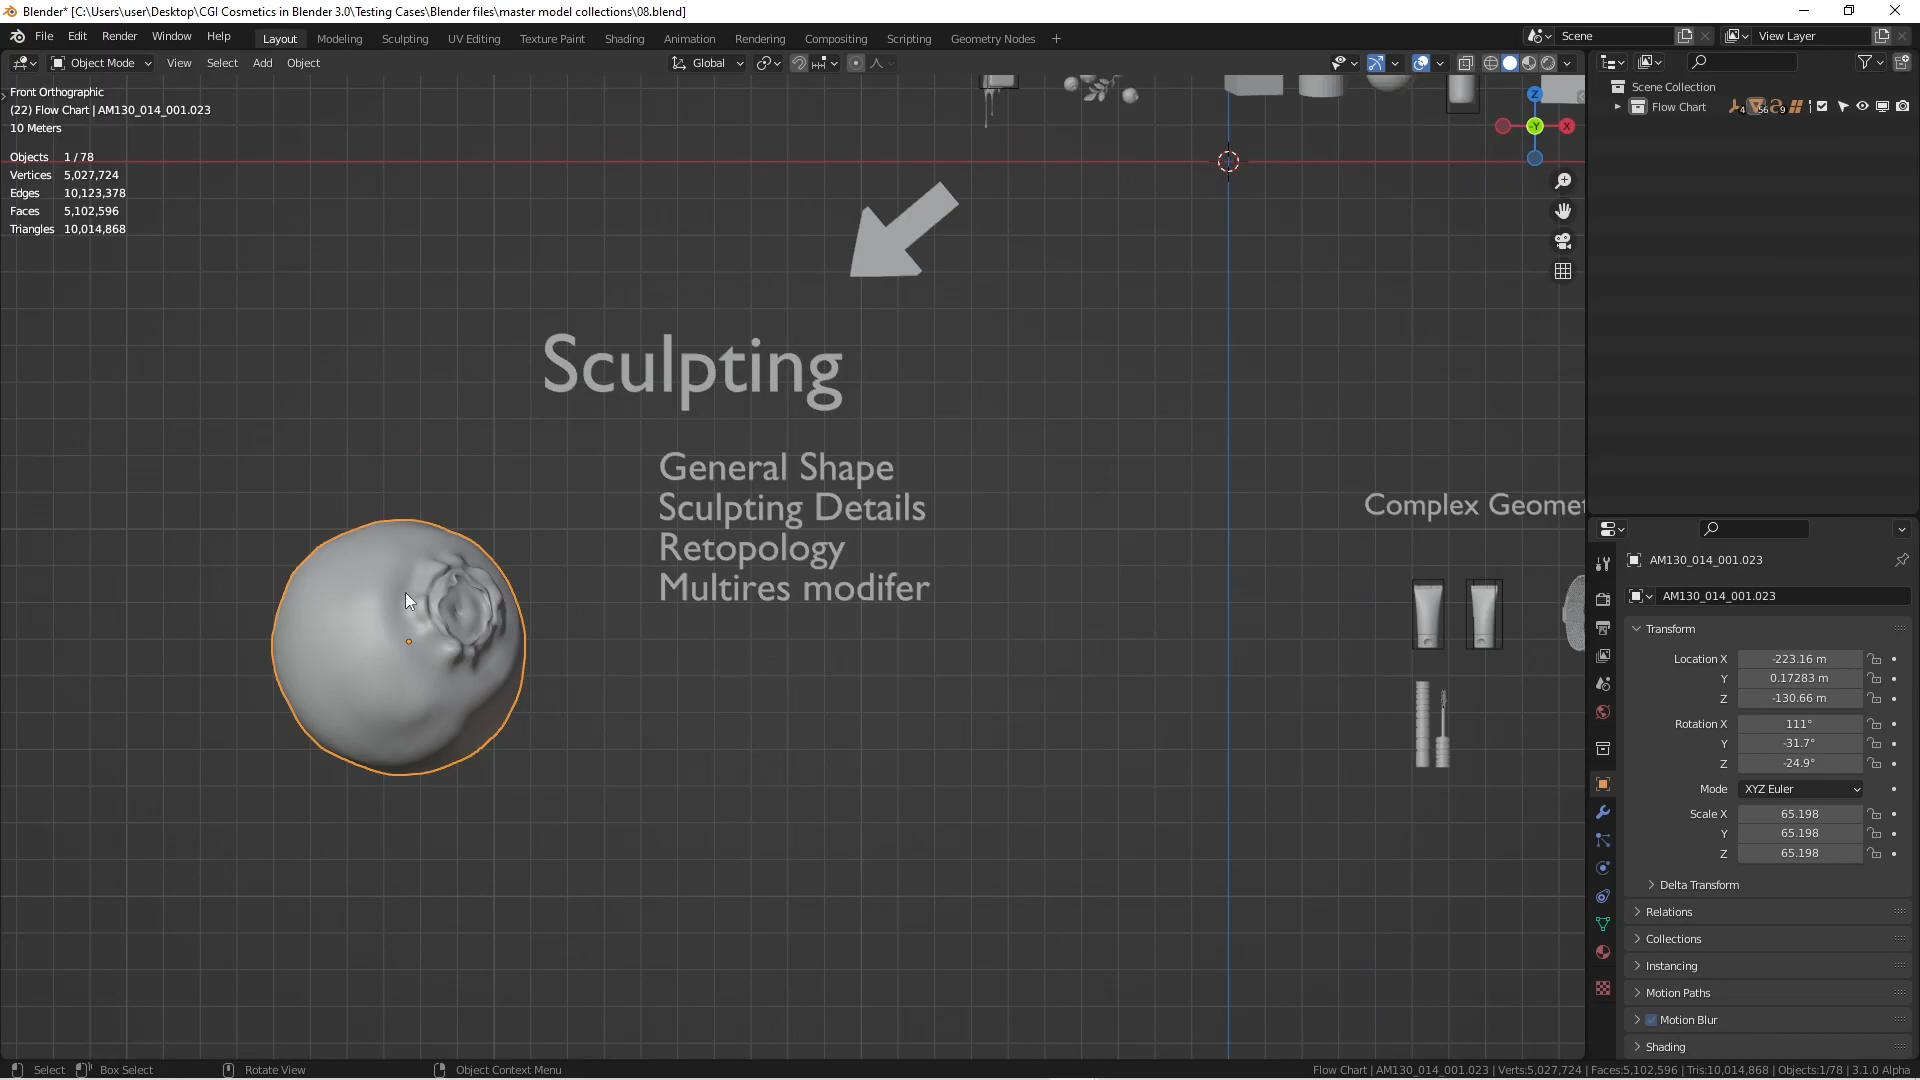 Blender* [C:\Users\user\Desktop\CGI Cosmetics in Blender 3.0\Testing Cases\Blender files\master model collections\08.blend]
File Edit Render Window Help Layout Modeling Sculpting UV Editing Texture Paint Shading Animation Rendering Compositing Scripting Geometry Nodes + Scene View Layer
Object Mode View Select Add Object Global
Front Orthographic
(22) Flow Chart | AM130_014_001.023
10 Meters
Objects 1 / 78
Vertices 5,027,724
Edges 10,123,378
Faces 5,102,596
Triangles 10,014,868
Z
-Y
X
Sculpting
General Shape
Sculpting Details
Retopology
Multires modifer
Complex Geomet
Scene Collection
Flow Chart 4 56 9
AM130_014_001.023
AM130_014_001.023
Transform
Location X -223.16 m
Y 0.17283 m
Z -130.66 m
Rotation X 111°
Y -31.7°
Z -24.9°
Mode XYZ Euler
Scale X 65.198
Y 65.198
Z 65.198
Delta Transform
Relations
Collections
Instancing
Motion Paths
Motion Blur
Shading
Select Box Select Rotate View Object Context Menu Flow Chart | AM130_014_001.023 | Verts:5,027,724 | Faces:5,102,596 | Tris:10,014,868 | Objects:1/78 | 3.1.0 Alpha